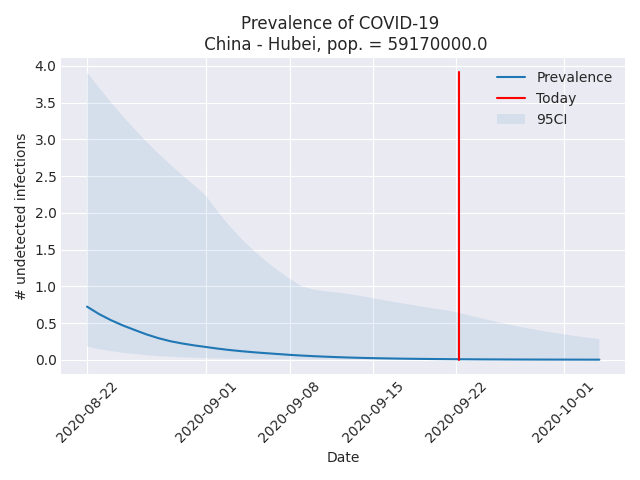 Prevalence of COVID-19
China - Hubei, pop. = 59170000.0
4.0
3.5
3.0
2.5
2.0
1.5
1.0
0.5
0.0
# undetected infections
Prevalence
Today
95CI
2020-08-22
2020-09-01
2020-09-08
2020-09-15
2020-09-22
2020-10-01
Date